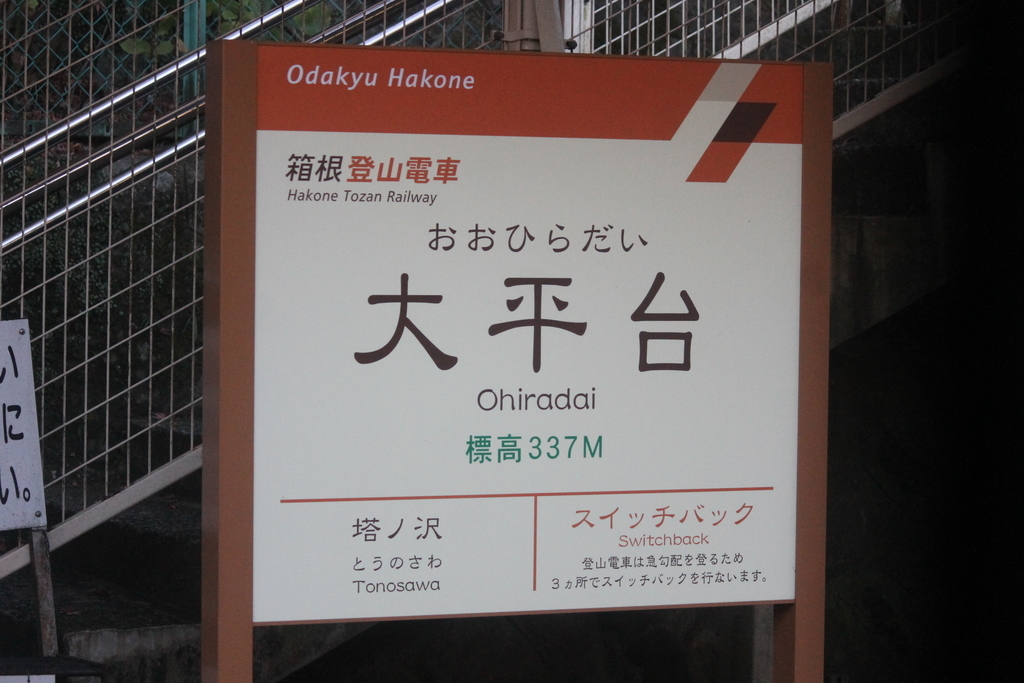 Odakyu Hakone
箱根登山電車
Hakone Tozan Railway
おおひらだい
大平台
Ohiradai
標高337M
塔ノ沢
とうのさわ
Tonosawa
スイッチバック
Switchback
登山電車は急勾配を登るため
3ヵ所でスイッチバックを行ないます。
い
に
い。